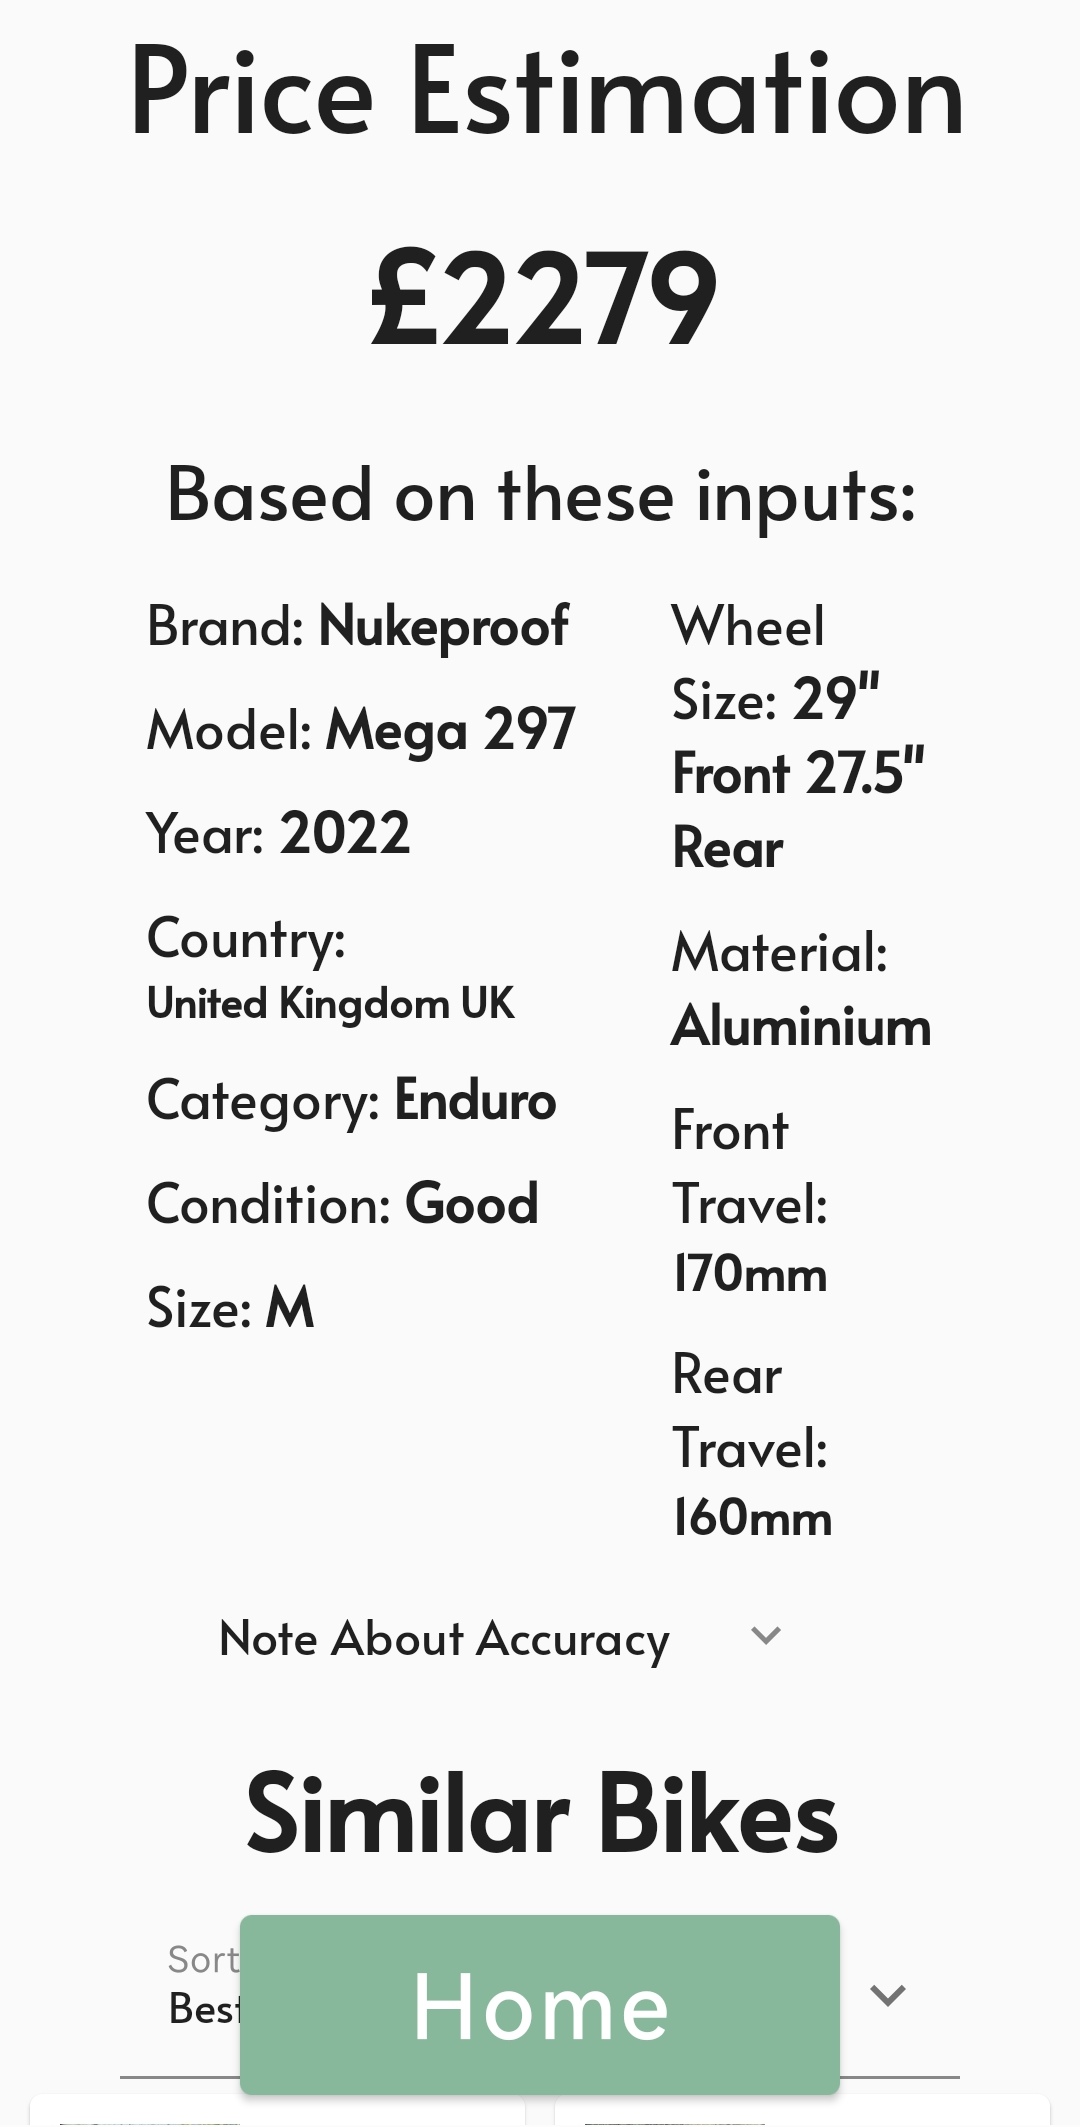 Price Estimation
£2279
Based on these inputs:
Brand: Nukeproof
Model: Mega 297
Year: 2022
Country:
United Kingdom UK
Category: Enduro
Condition: Good
Size: M
Wheel
Size: 29"
Front 27.5"
Rear
Material:
Aluminium
Front
Travel:
170mm
Rear
Travel:
160mm
Note About Accuracy
Similar Bikes
Sort
Best
Home